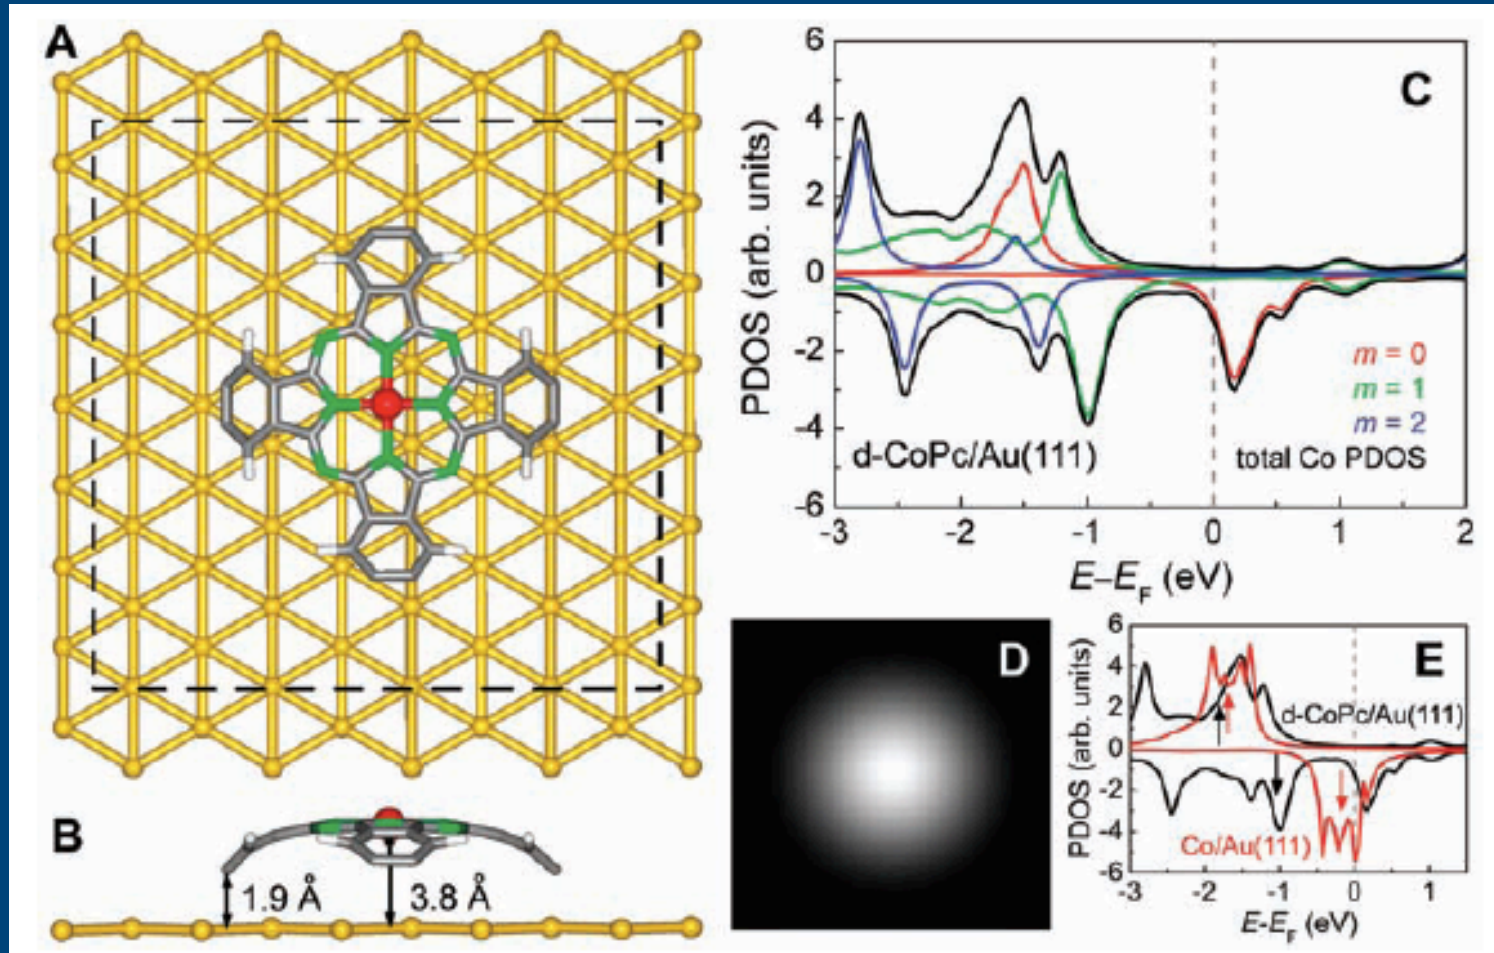 A
B
1.9 Å
3.8 Å
C
PDOS (arb. units)
6
4
2
0
-2
-4
-6
m = 0
m = 1
m = 2
d-CoPc/Au(111)
total Co PDOS
-3
-2
-1
0
1
2
E–E_F (eV)
D
E
PDOS (arb. units)
6
4
2
0
-2
-4
-6
d-CoPc/Au(111)
Co/Au(111)
-3
-2
-1
0
1
E-E_F (eV)